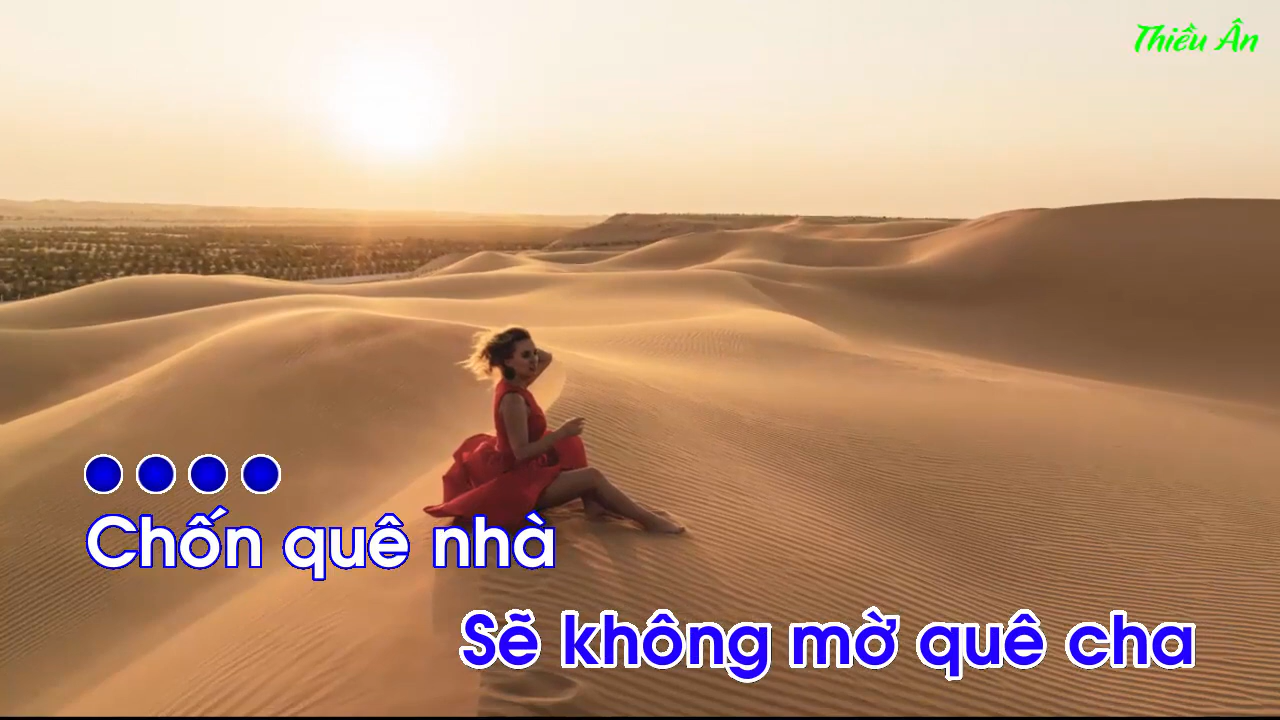 Thiều Ân
Chốn quê nhà
Sẽ không mờ quê cha